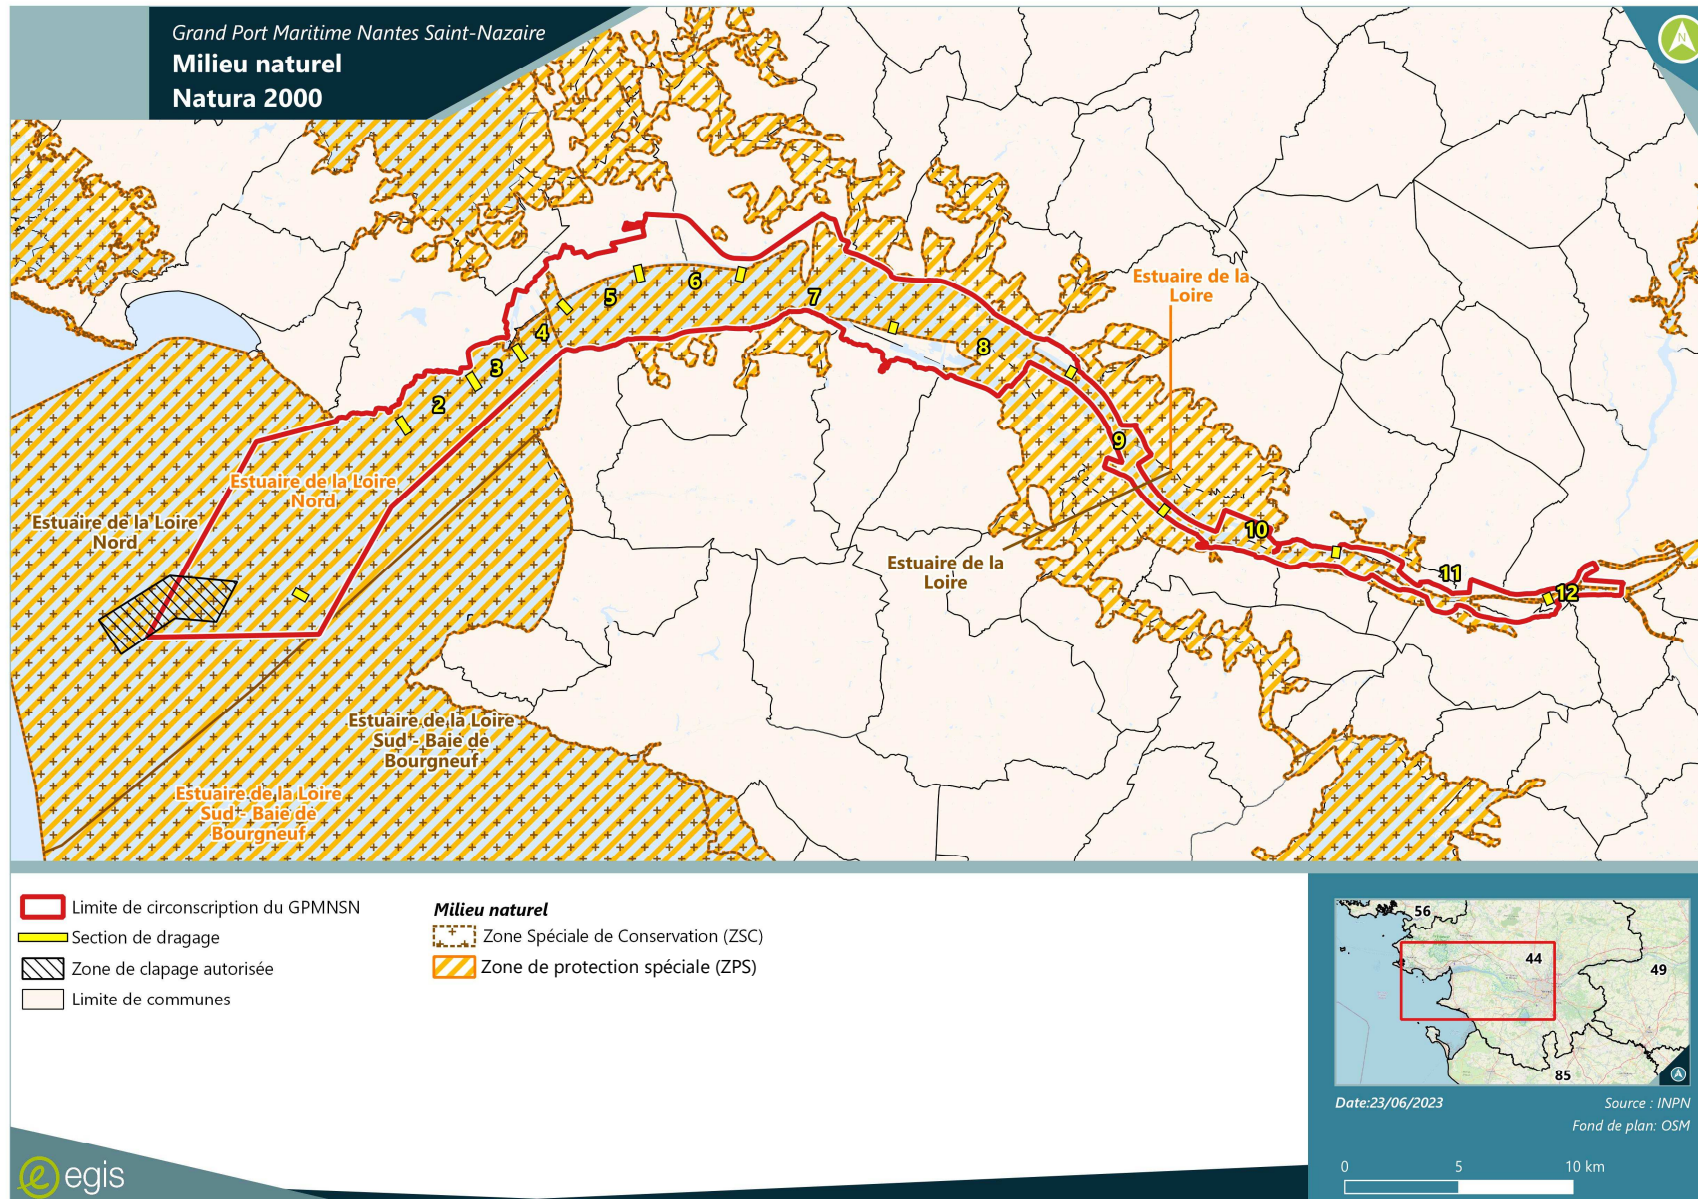 Grand Port Maritime Nantes Saint-Nazaire
Milieu naturel
Natura 2000
N
Estuaire de la
Loire
5
6
7
4
8
3
2
9
Estuaire de la Loire
Nord
Estuaire de la Loire
Nord
10
Estuaire de la
Loire
11
12
Estuaire de la Loire
Sud - Baie de
Bourgneuf
Estuaire de la Loire
Sud - Baie de
Bourgneuf
Limite de circonscription du GPMNSN
Section de dragage
Zone de clapage autorisée
Limite de communes
Milieu naturel
Zone Spéciale de Conservation (ZSC)
Zone de protection spéciale (ZPS)
56
44
49
85
Date:23/06/2023
Source : INPN
Fond de plan: OSM
0 5 10 km
egis